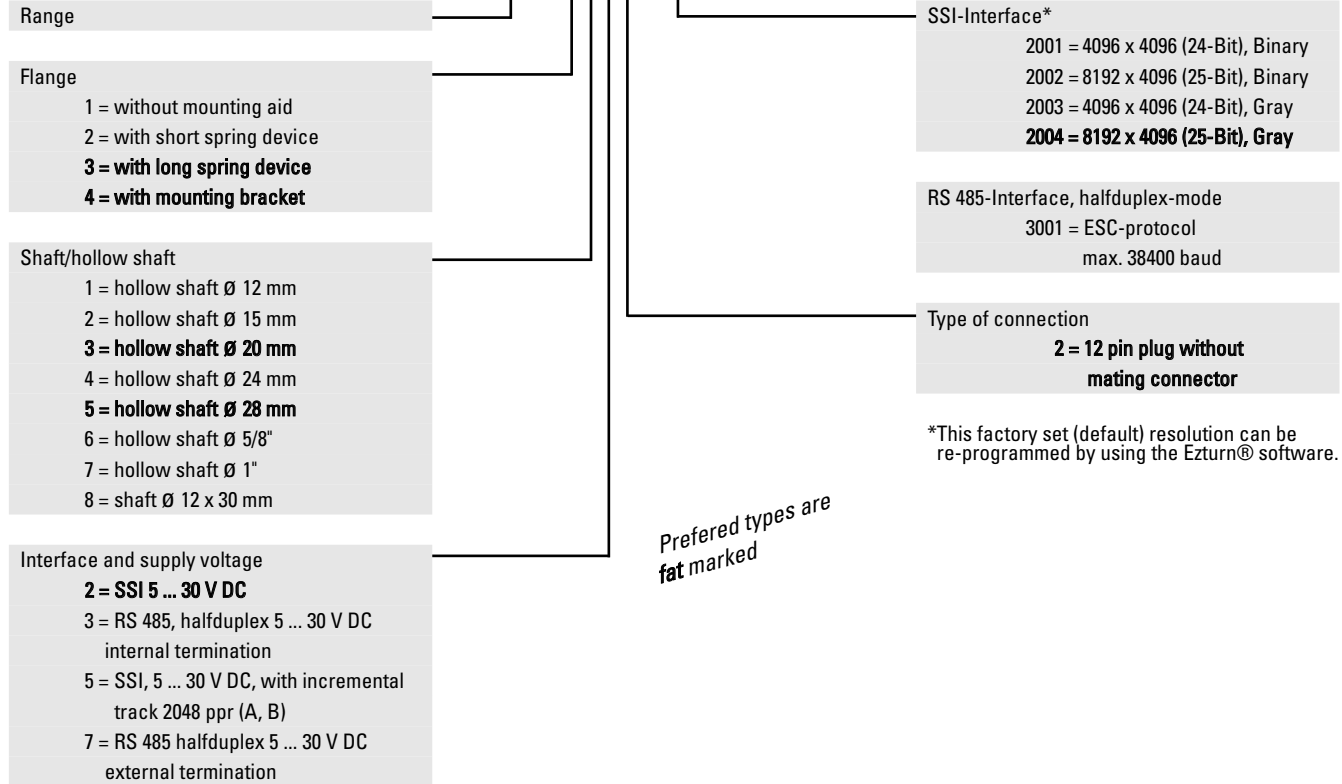 Range
Flange
1 = without mounting aid
2 = with short spring device
3 = with long spring device
4 = with mounting bracket
Shaft/hollow shaft
1 = hollow shaft Ø 12 mm
2 = hollow shaft Ø 15 mm
3 = hollow shaft Ø 20 mm
4 = hollow shaft Ø 24 mm
5 = hollow shaft Ø 28 mm
6 = hollow shaft Ø 5/8"
7 = hollow shaft Ø 1"
8 = shaft Ø 12 x 30 mm
Interface and supply voltage
2 = SSI 5 ... 30 V DC
3 = RS 485, halfduplex 5 ... 30 V DC
internal termination
5 = SSI, 5 ... 30 V DC, with incremental
track 2048 ppr (A, B)
7 = RS 485 halfduplex 5 ... 30 V DC
external termination
SSI-Interface*
2001 = 4096 x 4096 (24-Bit), Binary
2002 = 8192 x 4096 (25-Bit), Binary
2003 = 4096 x 4096 (24-Bit), Gray
2004 = 8192 x 4096 (25-Bit), Gray
RS 485-Interface, halfduplex-mode
3001 = ESC-protocol
max. 38400 baud
Type of connection
2 = 12 pin plug without
mating connector
*This factory set (default) resolution can be
re-programmed by using the Ezturn® software.
Prefered types are
fat marked